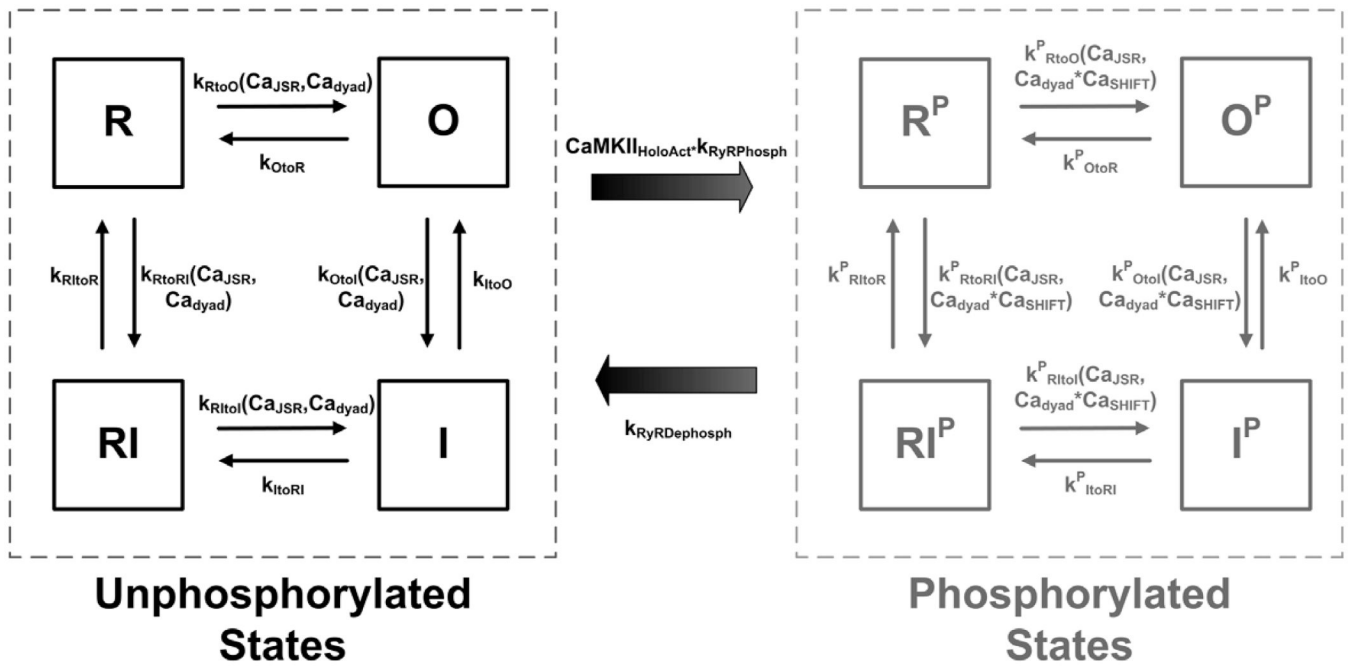 R
k_RtoO(Ca_JSR,Ca_dyad)
O
k_OtoR
k_RItoR
k_RtoRI(Ca_JSR,
Ca_dyad)
k_OtoI(Ca_JSR,
Ca_dyad)
k_ItoO
RI
k_RItoI(Ca_JSR,Ca_dyad)
I
k_ItoRI
Unphosphorylated
States
CaMKII_HoloAct*k_RyRPhosph
k_RyRDephosph
R^P
k^P_RtoO(Ca_JSR,
Ca_dyad*Ca_SHIFT)
O^P
k^P_OtoR
k^P_RItoR
k^P_RtoRI(Ca_JSR,
Ca_dyad*Ca_SHIFT)
k^P_OtoI(Ca_JSR,
Ca_dyad*Ca_SHIFT)
k^P_ItoO
RI^P
k^P_RItoI(Ca_JSR,
Ca_dyad*Ca_SHIFT)
I^P
k^P_ItoRI
Phosphorylated
States